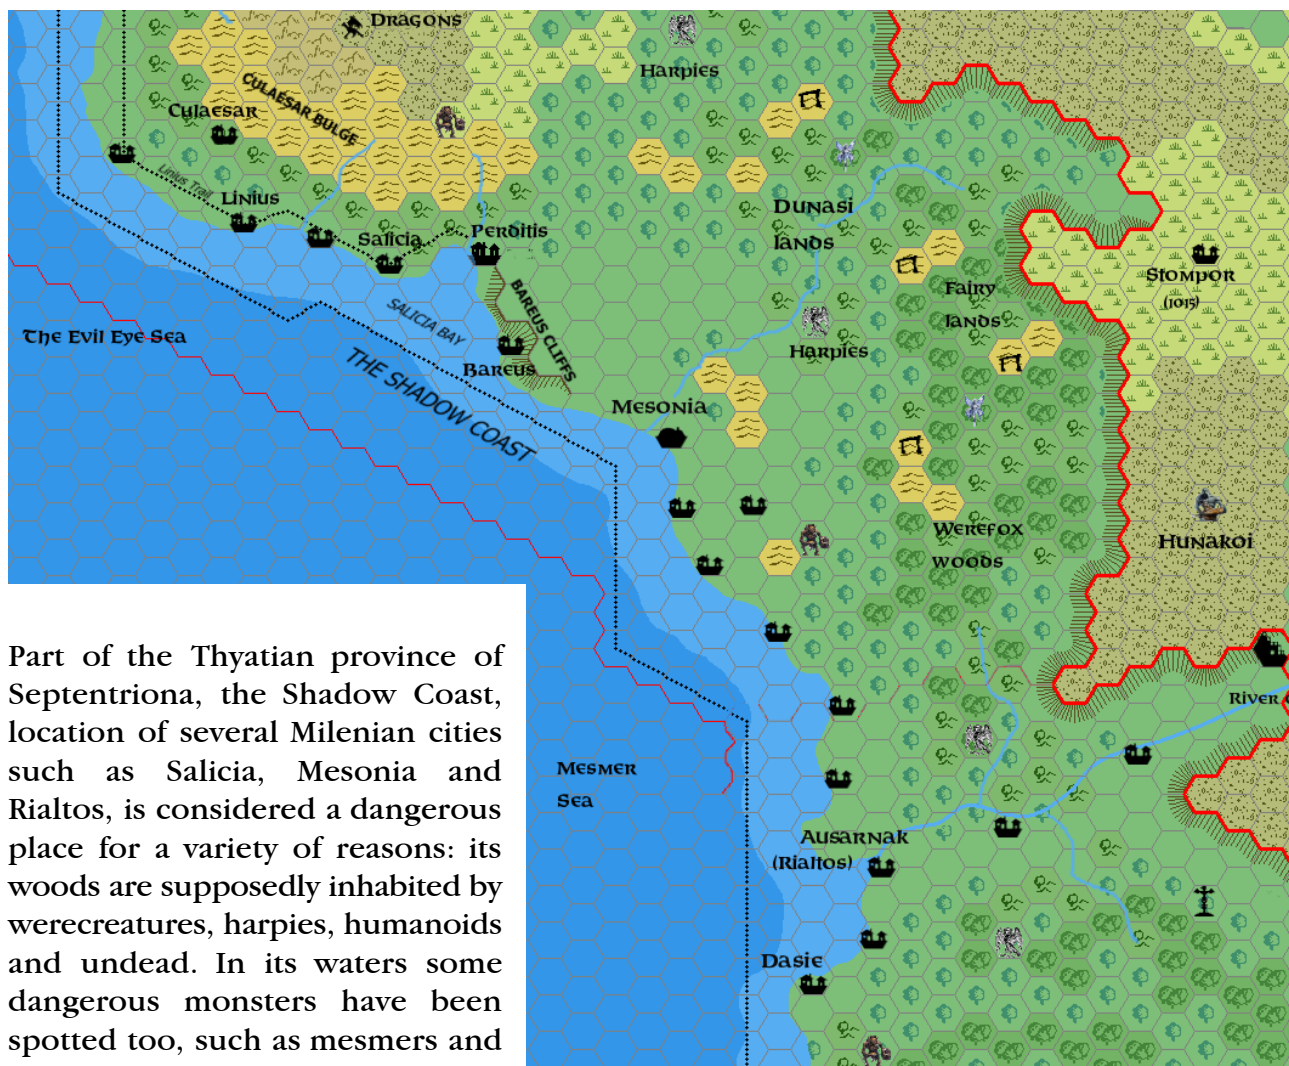 Dragons
Harpies
Culaesar
CULAESAR BULGE
Linius Trail
Linius
Salicia
Perditis
Dunasi
lands
Stompor
(1015)
Fairy
lands
SALICIA BAY
BAREUS CLIFFS
The Evil Eye Sea
Harpies
Bareus
THE SHADOW COAST
Mesonia
Werefox
woods
Hunakoi
River
Mesmer
Sea
Ausarnak
(Rialtos)
Dasie
Part of the Thyatian province of
Septentriona, the Shadow Coast,
location of several Milenian cities
such as Salicia, Mesonia and
Rialtos, is considered a dangerous
place for a variety of reasons: its
woods are supposedly inhabited by
werecreatures, harpies, humanoids
and undead. In its waters some
dangerous monsters have been
spotted too, such as mesmers and